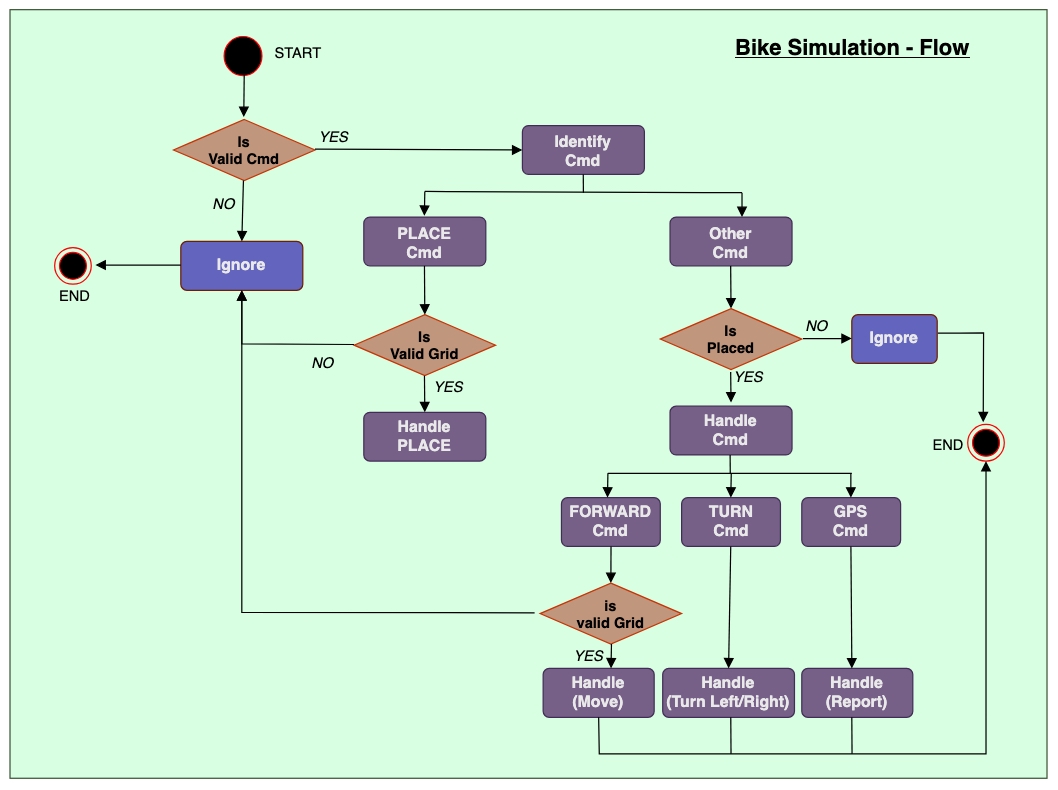 Bike Simulation - Flow
START
Is
Valid Cmd
YES
Identify
Cmd
NO
PLACE
Cmd
Other
Cmd
Ignore
END
Is
Valid Grid
NO
Is
Placed
NO
Ignore
YES
YES
Handle
PLACE
Handle
Cmd
END
FORWARD
Cmd
TURN
Cmd
GPS
Cmd
is
valid Grid
YES
Handle
(Move)
Handle
(Turn Left/Right)
Handle
(Report)